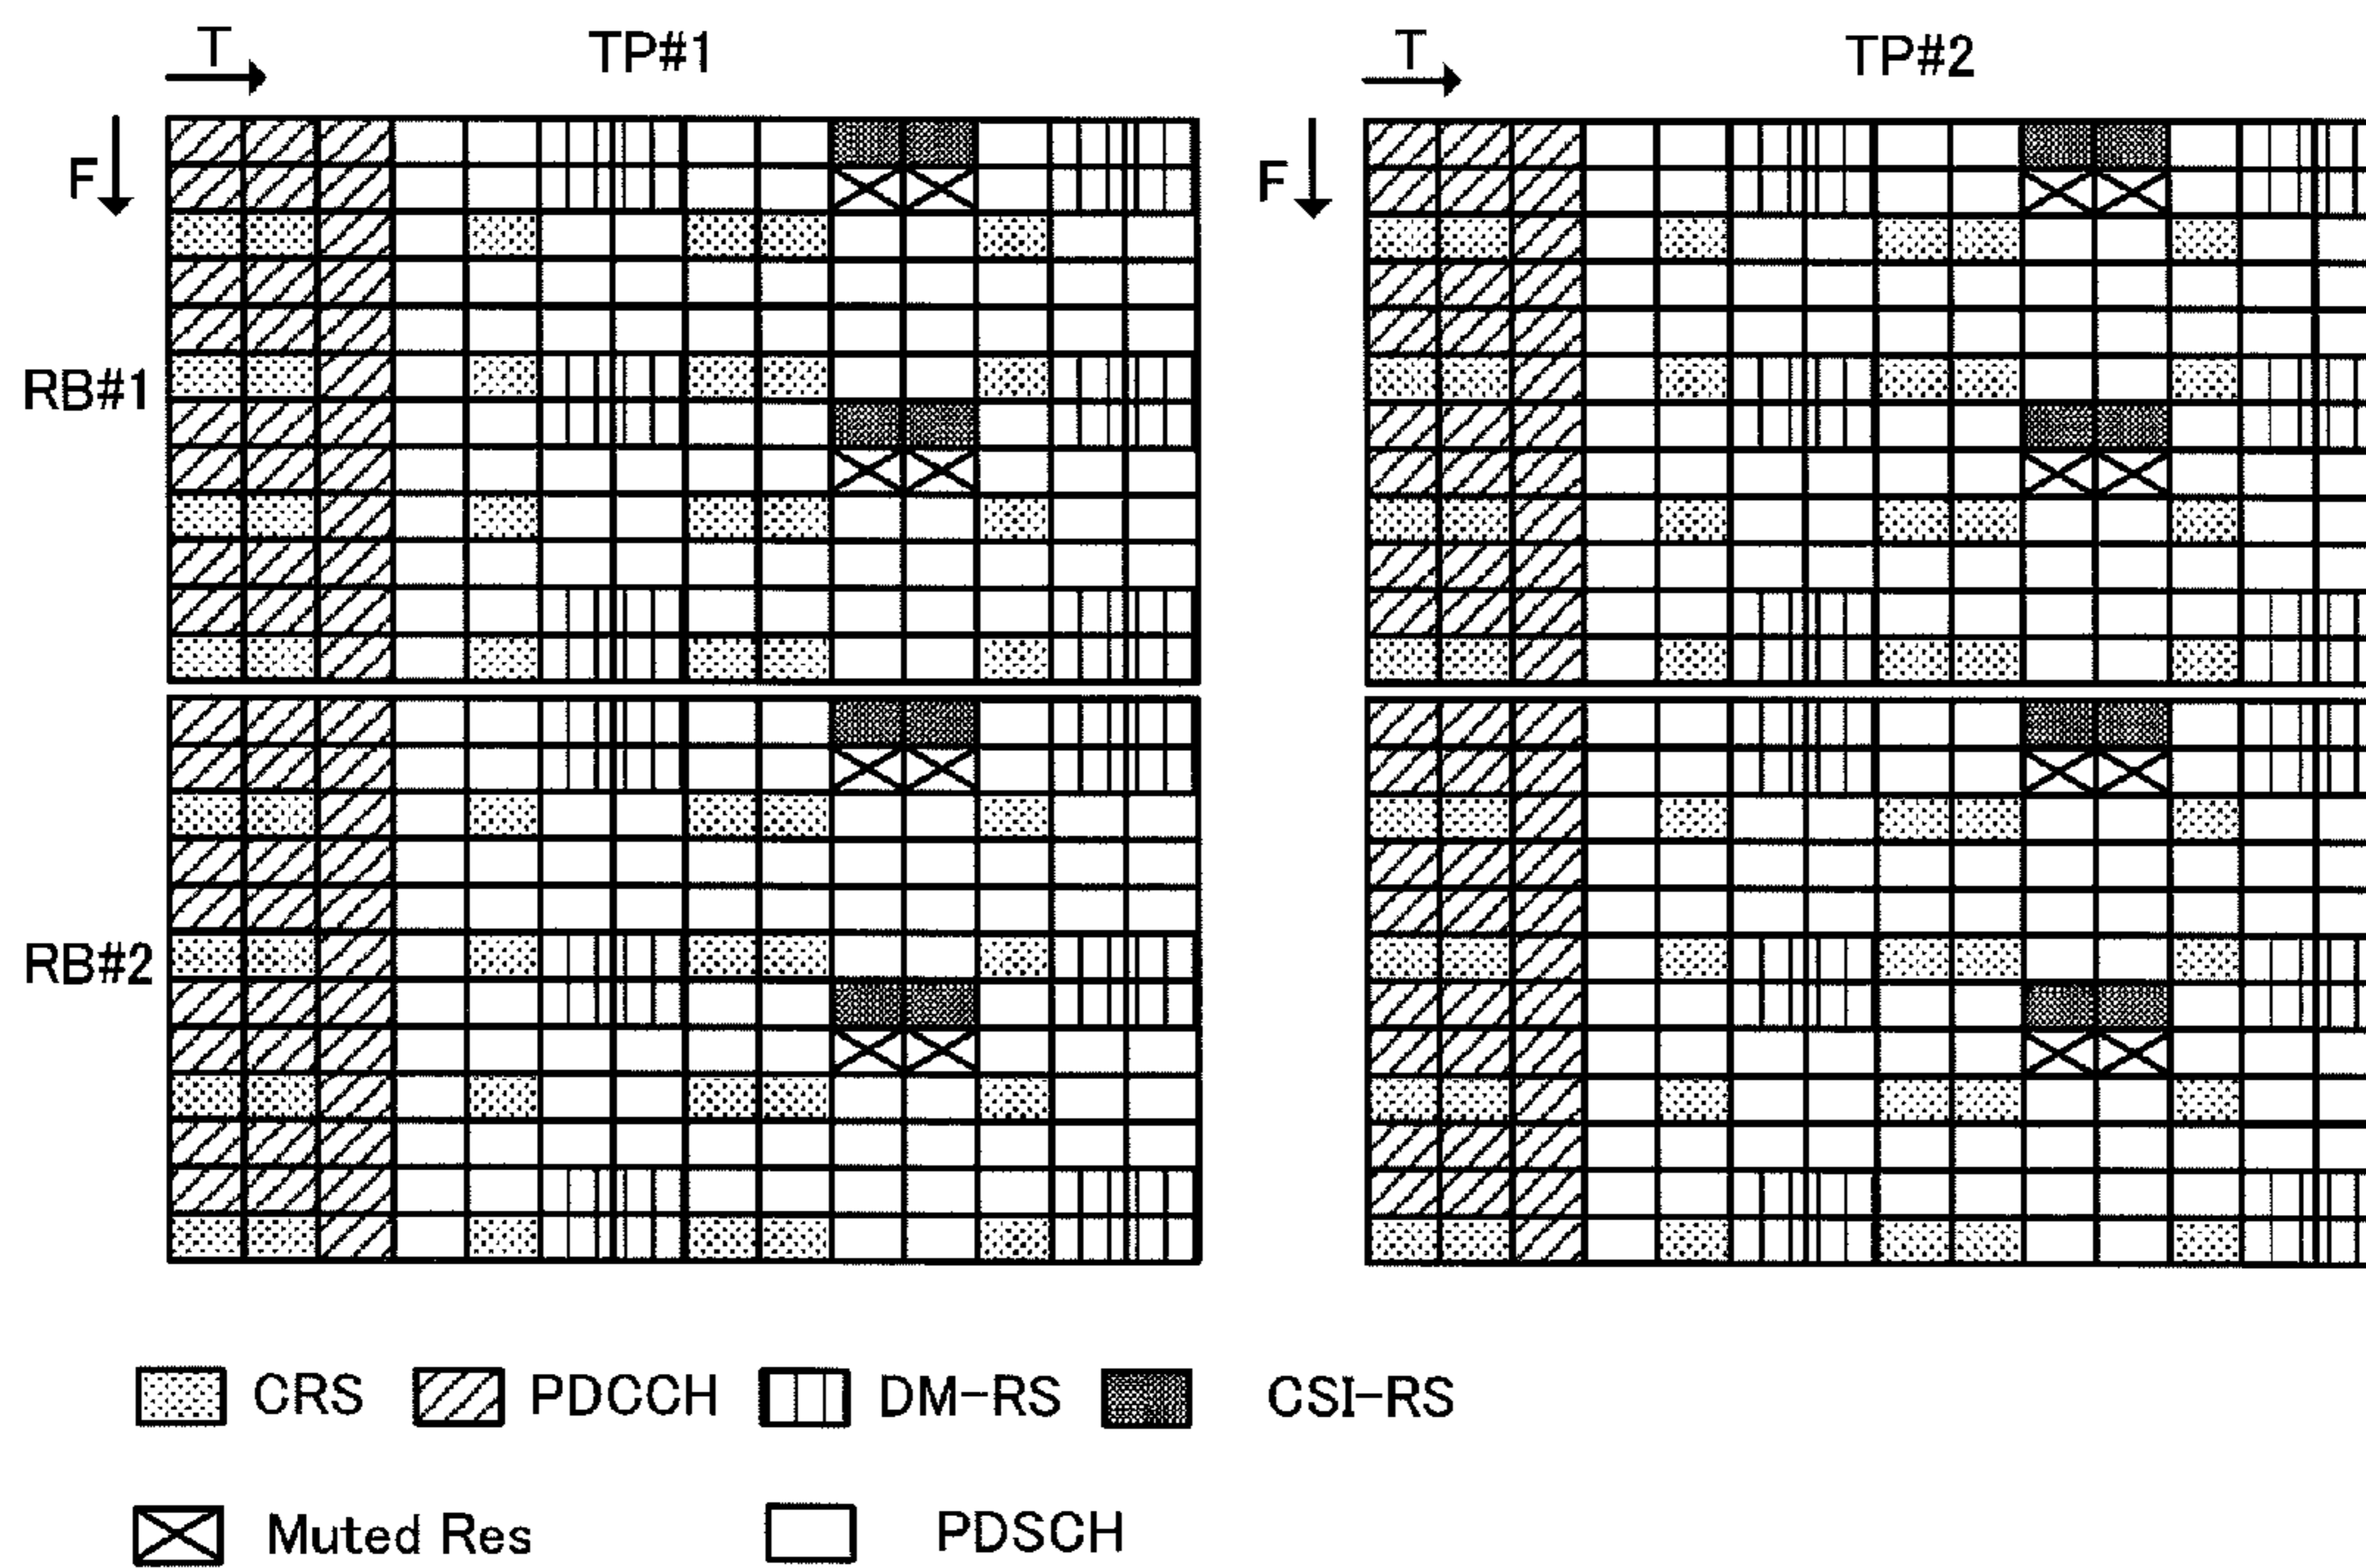 T TP#1 T TP#2
F F
RB#1
RB#2
CRS PDCCH DM-RS CSI-RS
Muted Res PDSCH